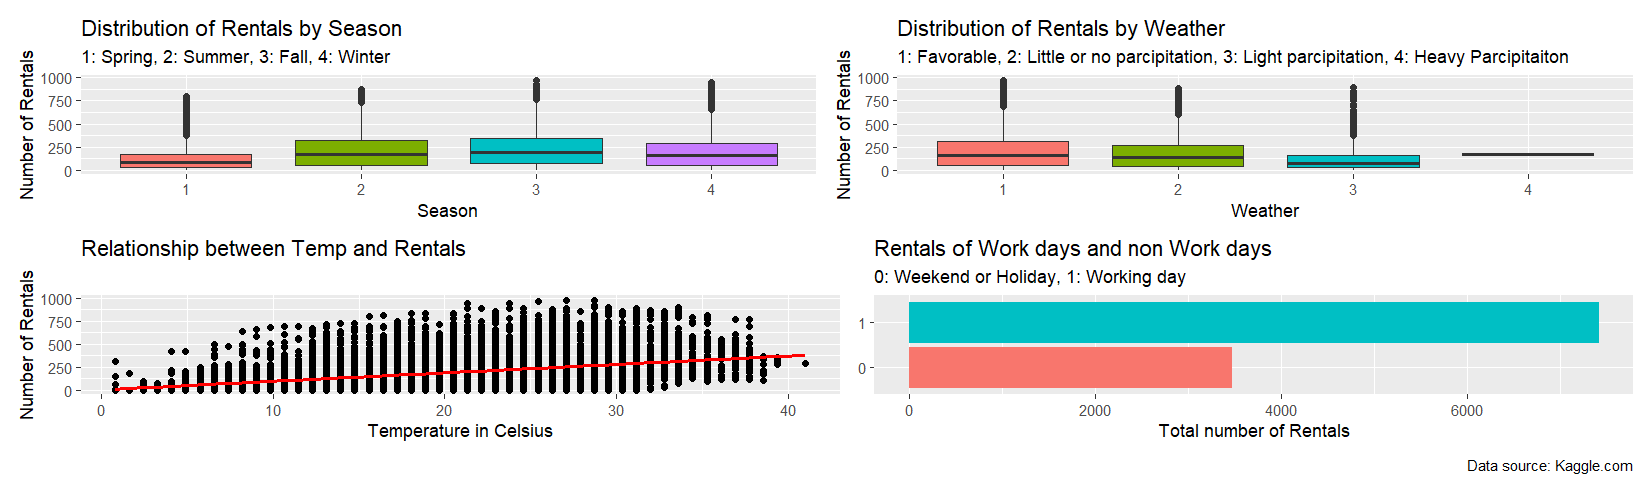 Distribution of Rentals by Season
1: Spring, 2: Summer, 3: Fall, 4: Winter
Number of Rentals
1000
750
500
250
0
1 2 3 4
Season
Distribution of Rentals by Weather
1: Favorable, 2: Little or no parcipitation, 3: Light parcipitation, 4: Heavy Parcipitaiton
Number of Rentals
1000
750
500
250
0
1 2 3 4
Weather
Relationship between Temp and Rentals
Number of Rentals
1000
750
500
250
0
0 10 20 30 40
Temperature in Celsius
Rentals of Work days and non Work days
0: Weekend or Holiday, 1: Working day
1
0
0 2000 4000 6000
Total number of Rentals
Data source: Kaggle.com